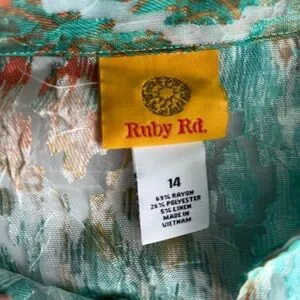 Ruby Rd.
14
69% RAYON
26% POLYESTER
5% LINEN
MADE IN
VIETNAM